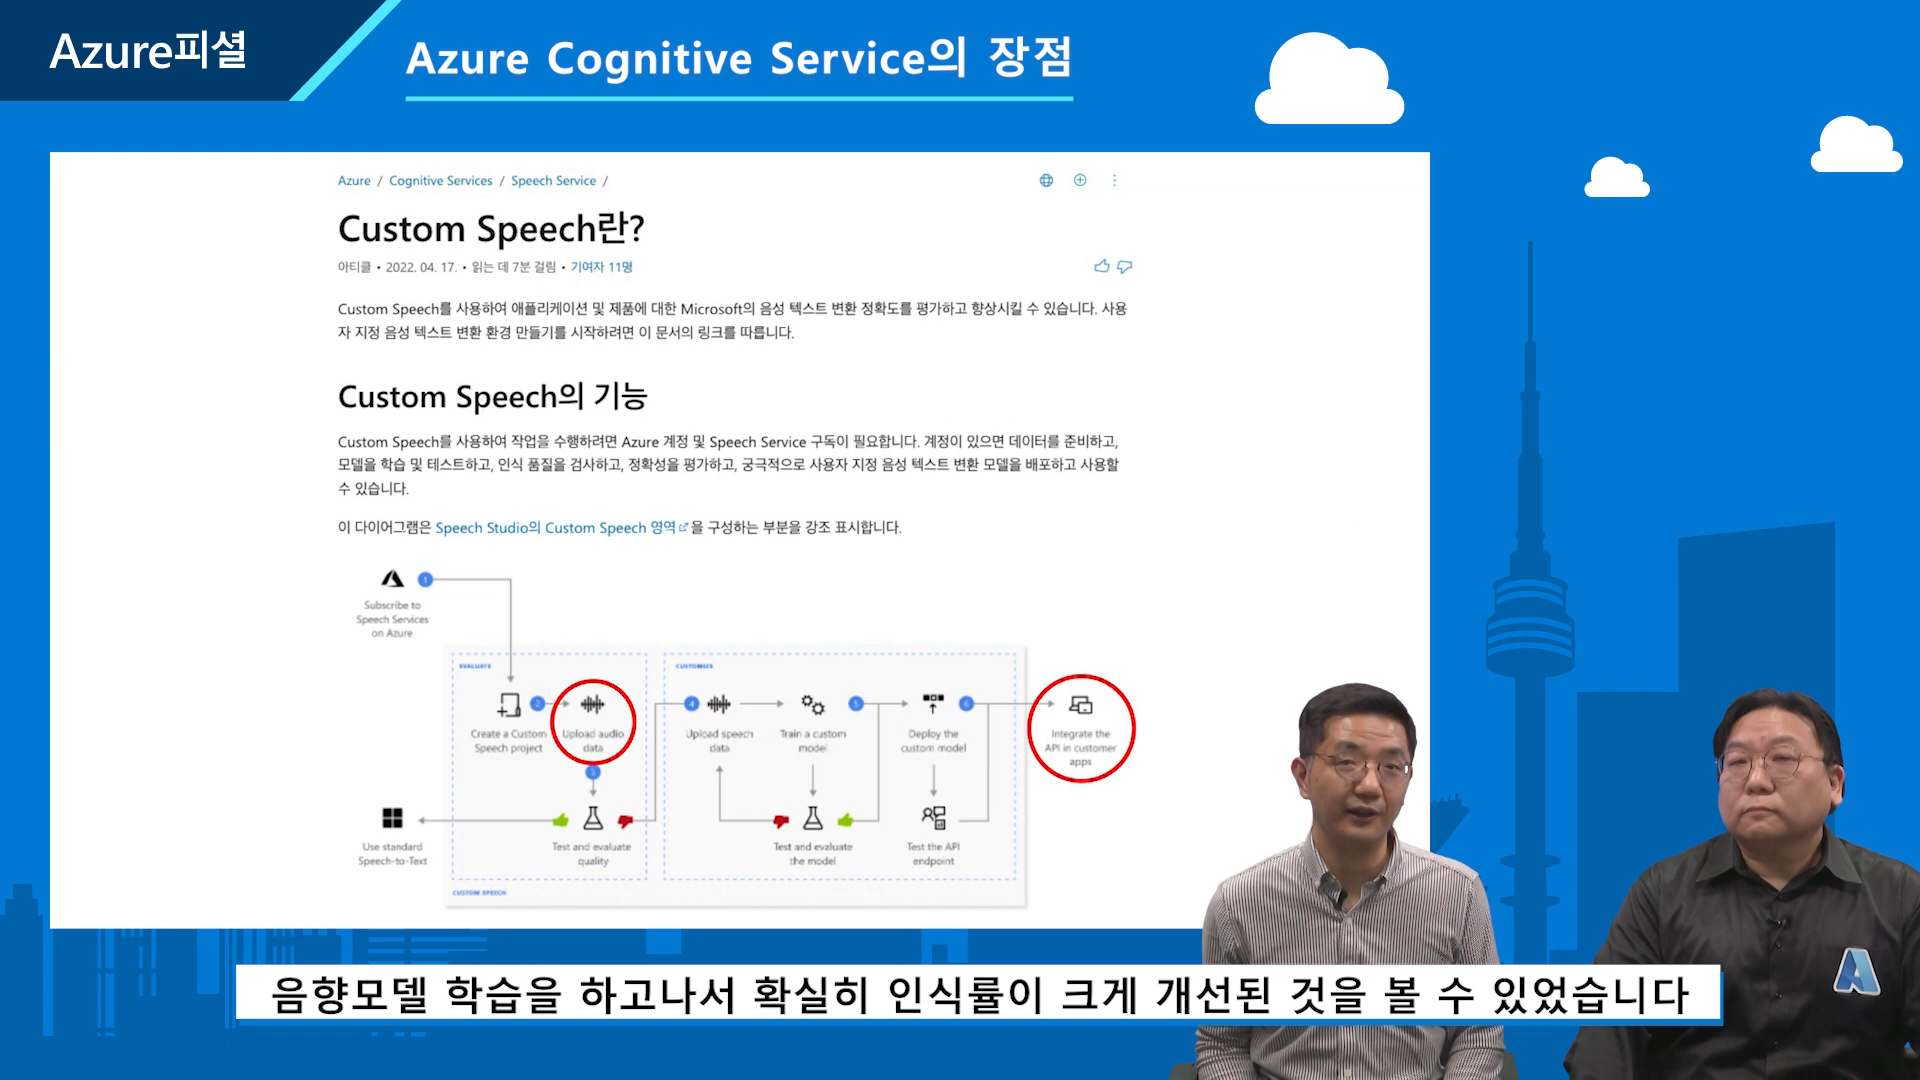 Azure피셜
Azure Cognitive Service의 장점
Azure / Cognitive Services / Speech Service /
Custom Speech란?
아티클 • 2022. 04. 17. • 읽는 데 7분 걸림 • 기여자 11명
Custom Speech를 사용하여 애플리케이션 및 제품에 대한 Microsoft의 음성 텍스트 변환 정확도를 평가하고 향상시킬 수 있습니다. 사용
자 지정 음성 텍스트 변환 환경 만들기를 시작하려면 이 문서의 링크를 따릅니다.
Custom Speech의 기능
Custom Speech를 사용하여 작업을 수행하려면 Azure 계정 및 Speech Service 구독이 필요합니다. 계정이 있으면 데이터를 준비하고,
모델을 학습 및 테스트하고, 인식 품질을 검사하고, 정확성을 평가하고, 궁극적으로 사용자 지정 음성 텍스트 변환 모델을 배포하고 사용할
수 있습니다.
이 다이어그램은 Speech Studio의 Custom Speech 영역 을 구성하는 부분을 강조 표시합니다.
1
Subscribe to
Speech Services
on Azure
EVALUATE
CUSTOMIZE
2
4
5
6
Create a Custom
Speech project
Upload audio
data
Upload speech
data
Train a custom
model
Deploy the
custom model
Integrate the
API in customer
apps
3
Use standard
Speech-to-Text
Test and evaluate
quality
Test and evaluate
the model
Test the API
endpoint
CUSTOM SPEECH
음향모델 학습을 하고나서 확실히 인식률이 크게 개선된 것을 볼 수 있었습니다